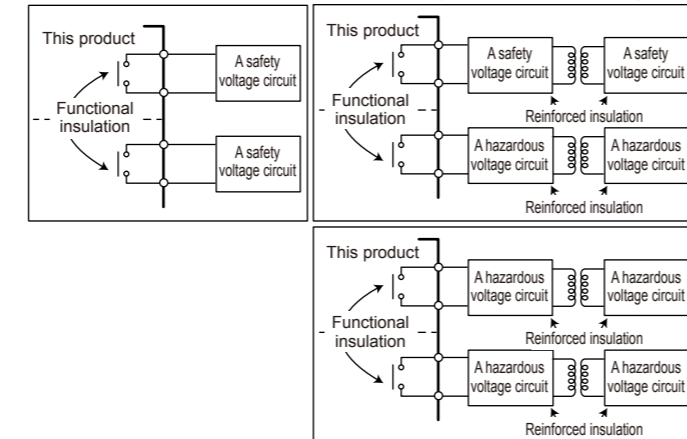 This product
A safety
voltage circuit
Functional
insulation
A safety
voltage circuit
This product
A safety
voltage circuit
A safety
voltage circuit
Reinforced insulation
Functional
insulation
A hazardous
voltage circuit
A hazardous
voltage circuit
Reinforced insulation
This product
A hazardous
voltage circuit
A hazardous
voltage circuit
Reinforced insulation
Functional
insulation
A hazardous
voltage circuit
A hazardous
voltage circuit
Reinforced insulation